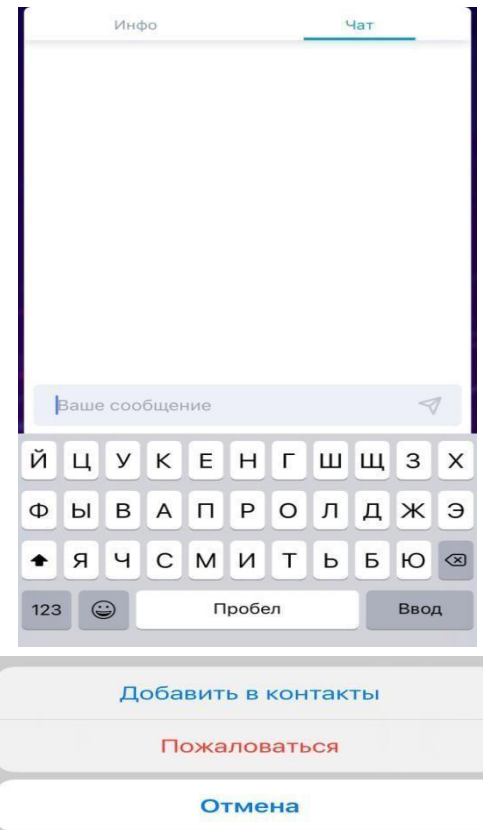 Инфо Чат
Ваше сообщение
Й Ц У К Е Н Г Ш Щ З Х
Ф Ы В А П Р О Л Д Ж Э
Я Ч С М И Т Ь Б Ю
123 Пробел Ввод
Добавить в контакты
Пожаловаться
Отмена